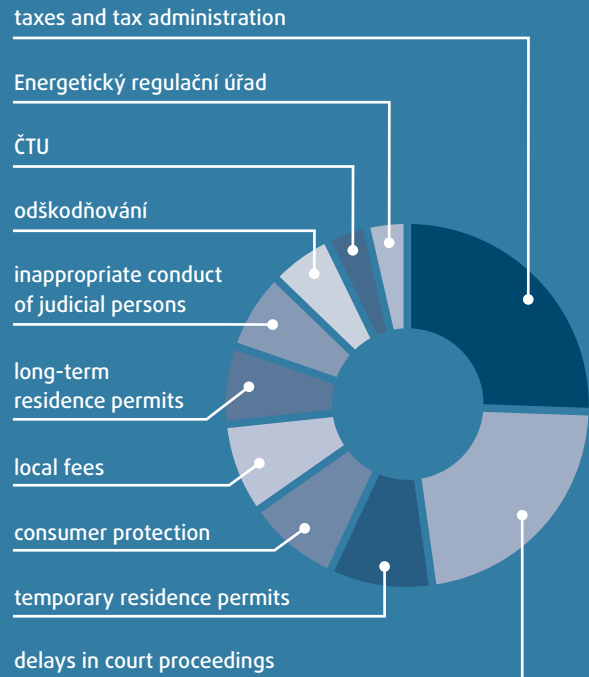 taxes and tax administration
Energetický regulační úřad
ČTU
odškodňování
inappropriate conduct
of judicial persons
long-term
residence permits
local fees
consumer protection
temporary residence permits
delays in court proceedings